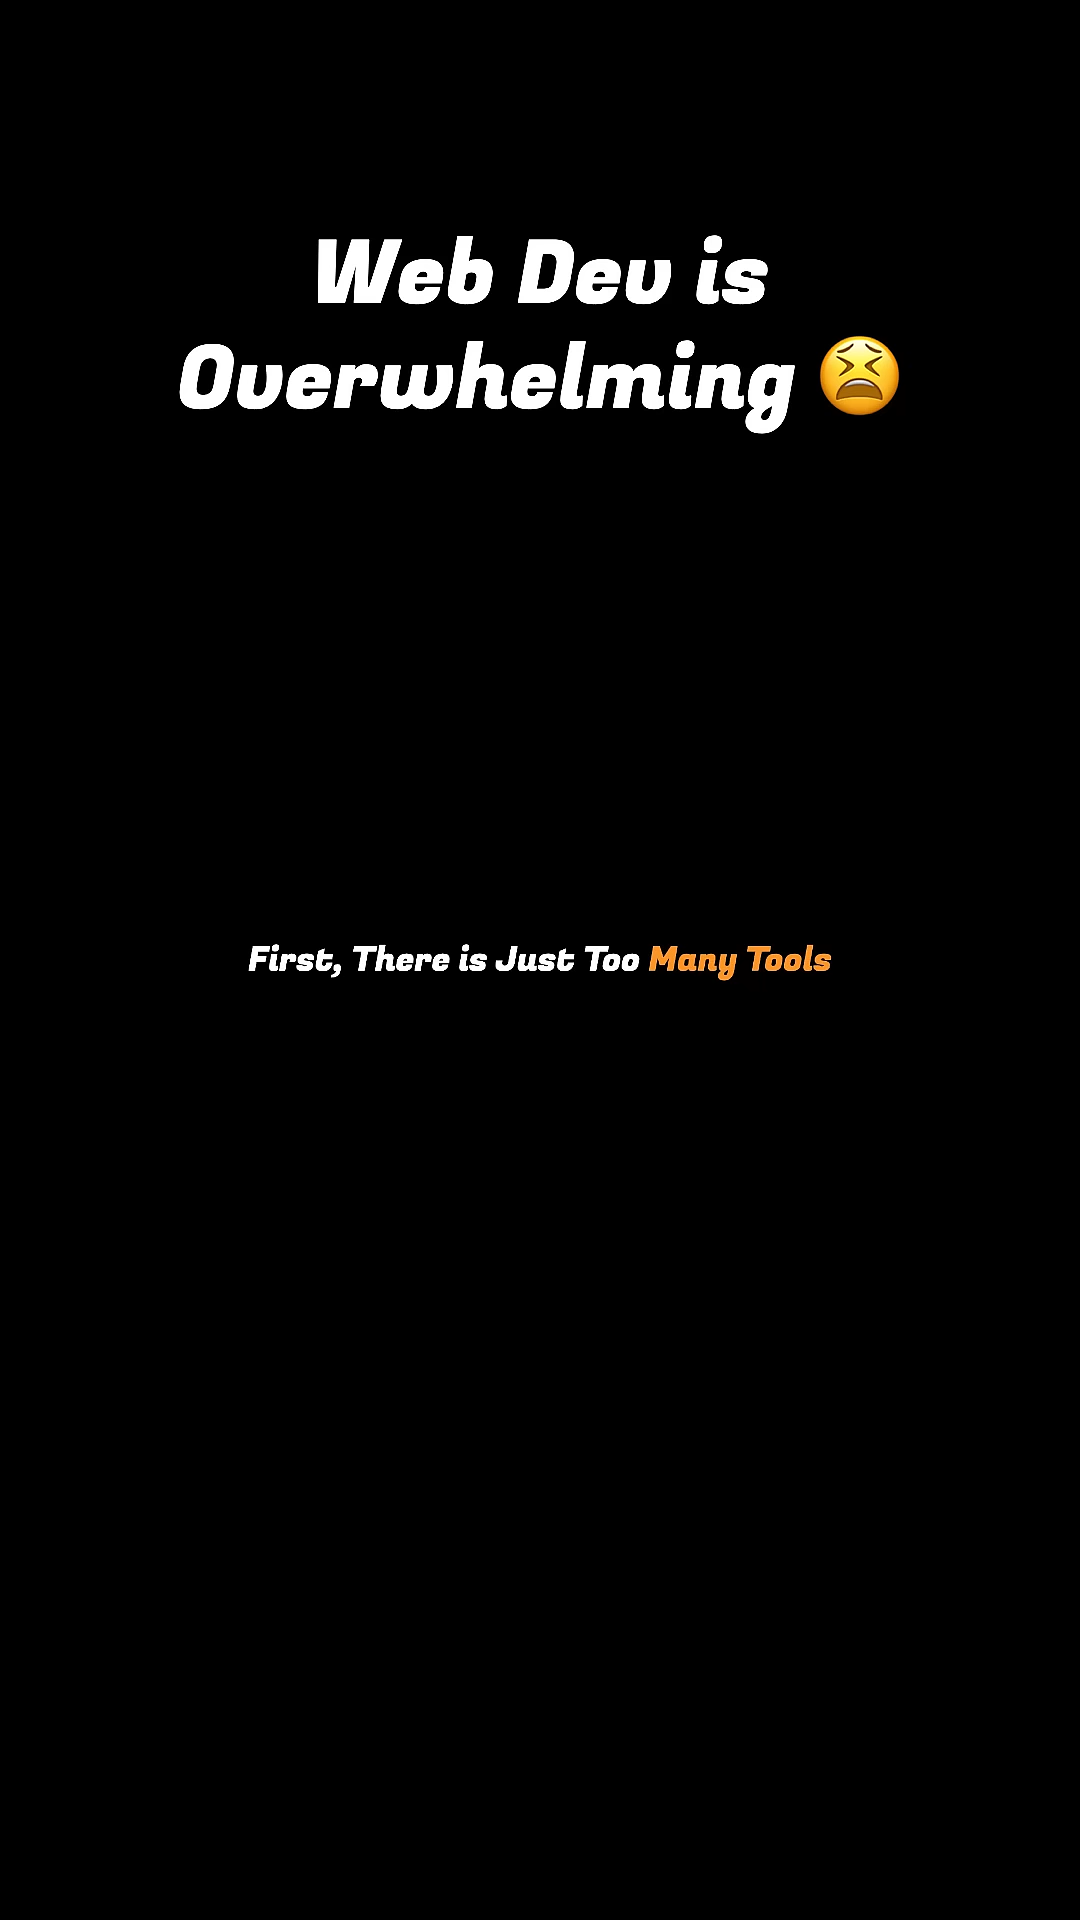 Web Dev is
Overwhelming 😫
First, There is Just Too Many Tools